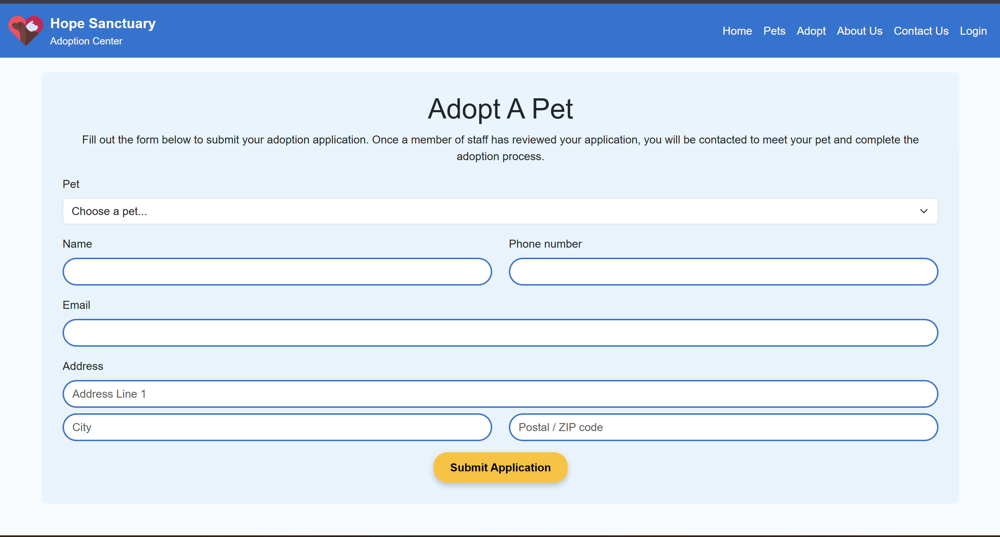 Hope Sanctuary
Adoption Center
Home Pets Adopt About Us Contact Us Login
Adopt A Pet
Fill out the form below to submit your adoption application. Once a member of staff has reviewed your application, you will be contacted to meet your pet and complete the
adoption process.
Pet
Choose a pet...
Name Phone number
Email
Address
Address Line 1
City Postal / ZIP code
Submit Application